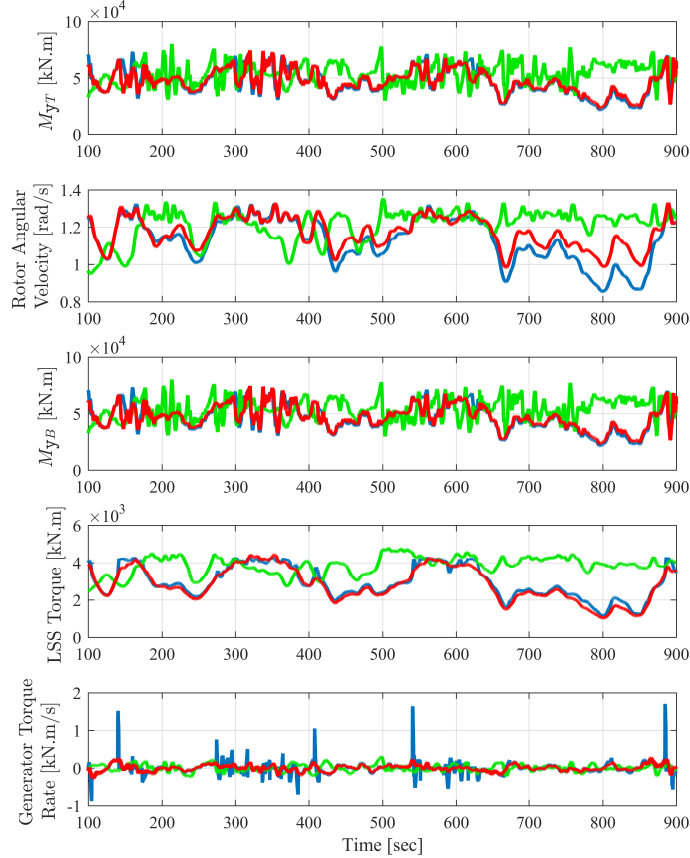 ×10⁴
10
5
0
MyT [kN.m]
100 200 300 400 500 600 700 800 900
1.4
1.2
1
0.8
Rotor Angular
Velocity [rad/s]
100 200 300 400 500 600 700 800 900
×10⁴
10
5
0
MyB [kN.m]
100 200 300 400 500 600 700 800 900
×10³
6
4
2
0
LSS Torque [kN.m]
100 200 300 400 500 600 700 800 900
2
1
0
-1
Generator Torque
Rate [kN.m/s]
100 200 300 400 500 600 700 800 900
Time [sec]